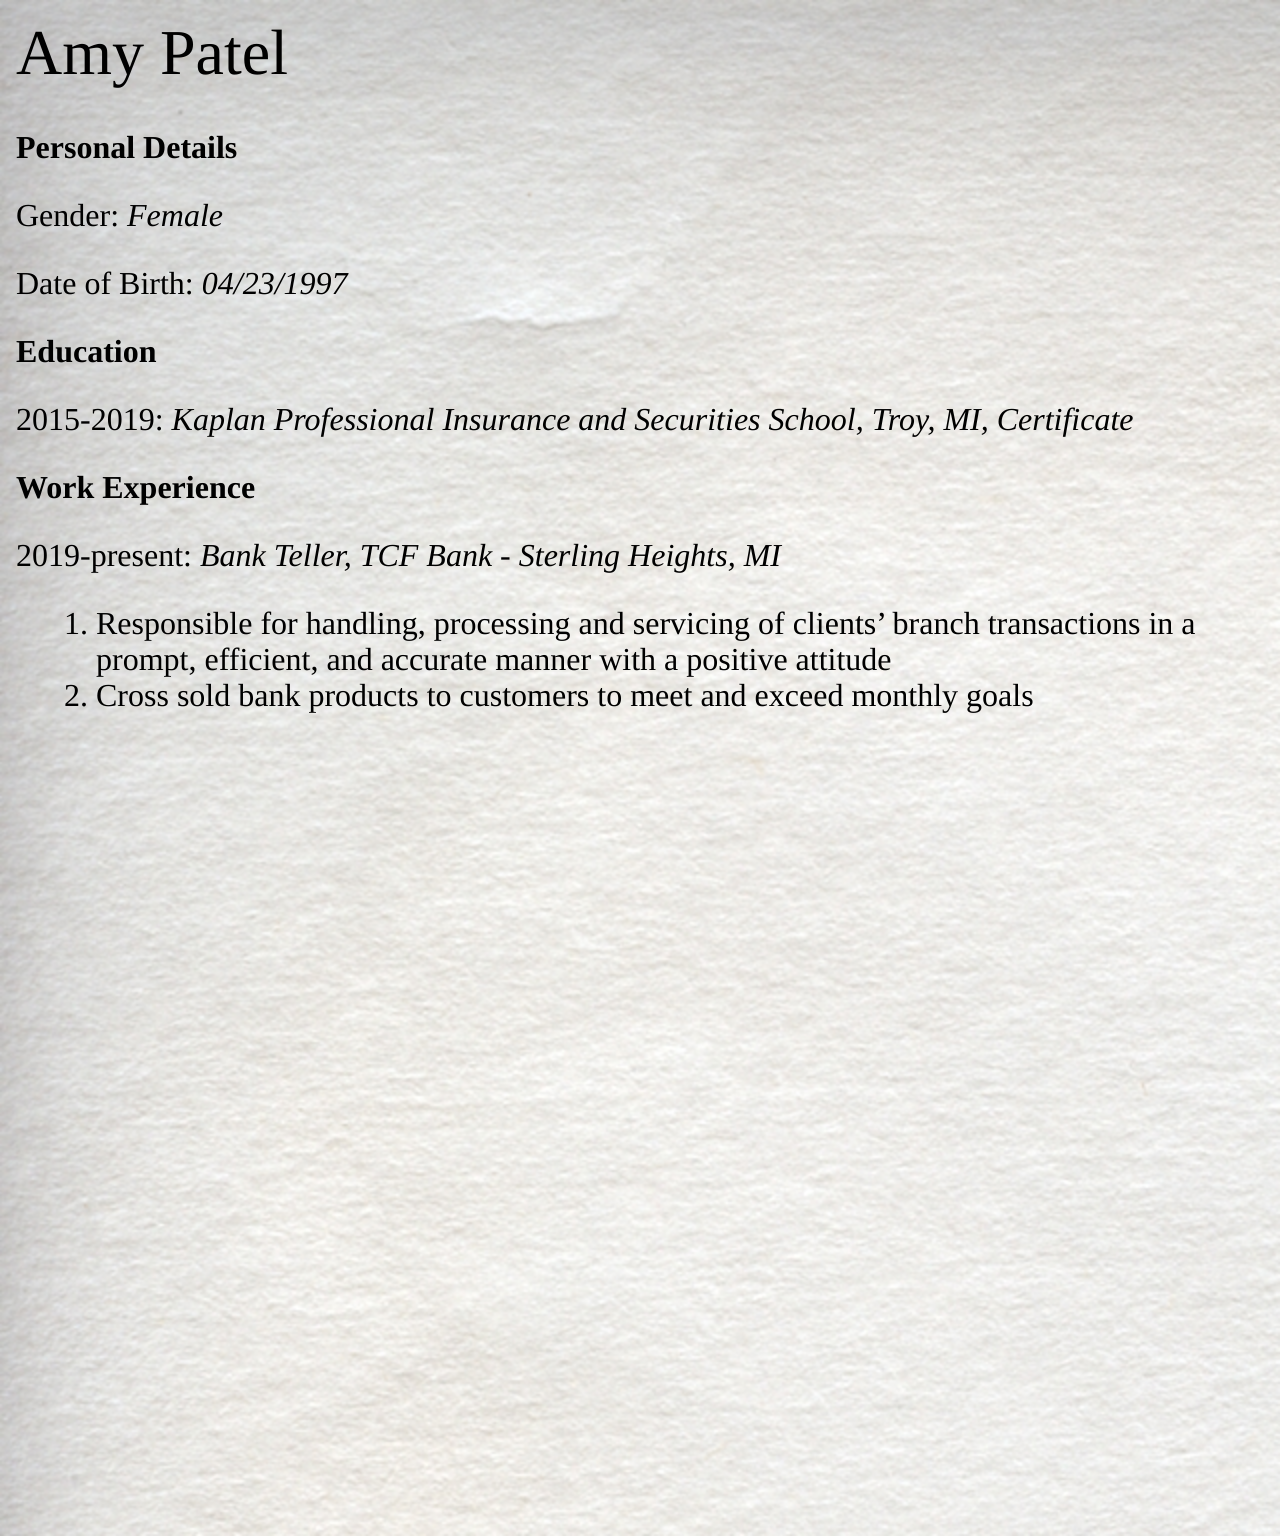 Amy Patel
Personal Details
Gender: Female
Date of Birth: 04/23/1997
Education
2015-2019: Kaplan Professional Insurance and Securities School, Troy, MI, Certificate
Work Experience
2019-present: Bank Teller, TCF Bank - Sterling Heights, MI
1. Responsible for handling, processing and servicing of clients’ branch transactions in a
prompt, efficient, and accurate manner with a positive attitude
2. Cross sold bank products to customers to meet and exceed monthly goals